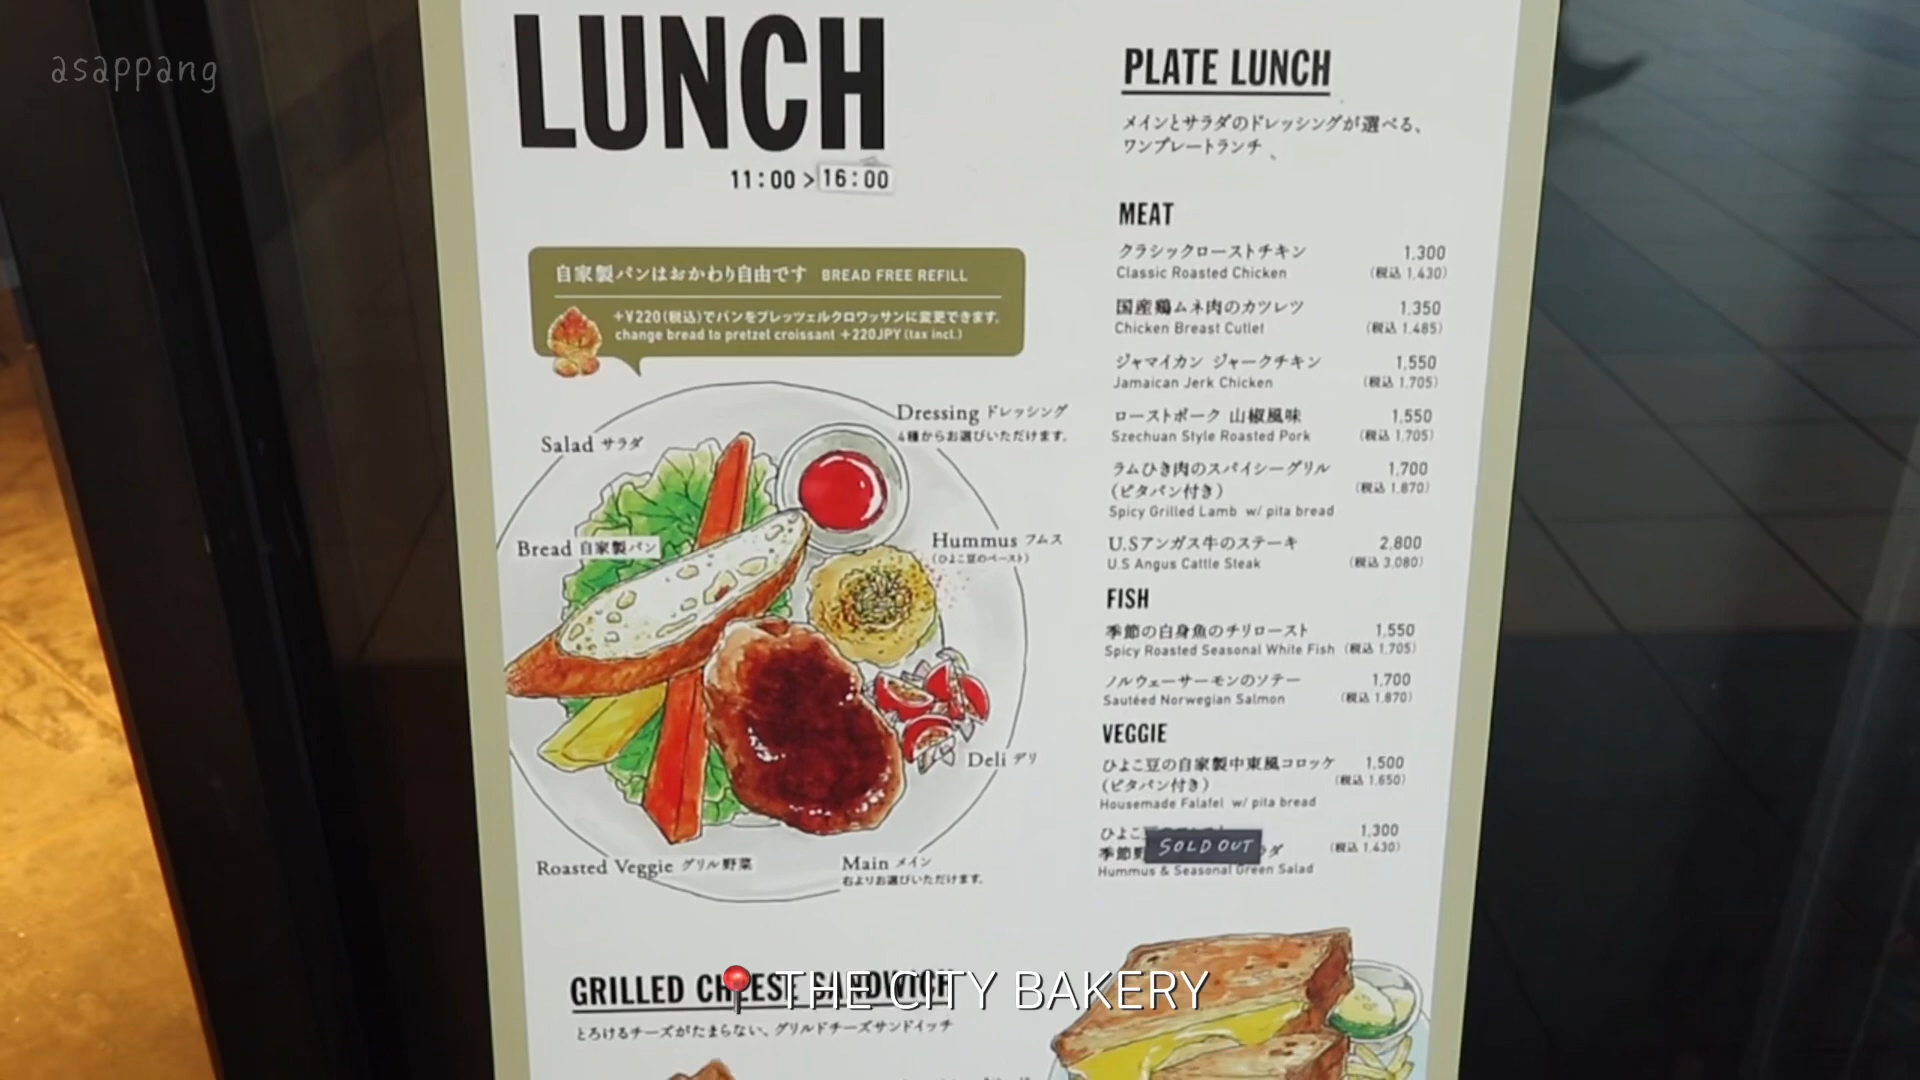 asappang
LUNCH
11:00 > 16:00
自家製パンはおかわり自由です BREAD FREE REFILL
+¥220(税込)でパンをプレッツェルクロワッサンに変更できます。
change bread to pretzel croissant +220JPY (tax incl.)
Salad サラダ
Dressing ドレッシング
4種からお選びいただけます。
Bread 自家製パン
Hummus フムス
(ひよこ豆のペースト)
Deli デリ
Roasted Veggie グリル野菜
Main メイン
右よりお選びいただけます。
PLATE LUNCH
メインとサラダのドレッシングが選べる、
ワンプレートランチ
MEAT
クラシックローストチキン 1,300
Classic Roasted Chicken (税込 1,430)
国産鶏ムネ肉のカツレツ 1,350
Chicken Breast Cutlet (税込 1,485)
ジャマイカン ジャークチキン 1,550
Jamaican Jerk Chicken (税込 1,705)
ローストポーク 山椒風味 1,550
Szechuan Style Roasted Pork (税込 1,705)
ラムひき肉のスパイシーグリル 1,700
(ピタパン付き) (税込 1,870)
Spicy Grilled Lamb w/ pita bread
U.Sアンガス牛のステーキ 2,800
U.S Angus Cattle Steak (税込 3,080)
FISH
季節の白身魚のチリロースト 1,550
Spicy Roasted Seasonal White Fish (税込 1,705)
ノルウェーサーモンのソテー 1,700
Sautéed Norwegian Salmon (税込 1,870)
VEGGIE
ひよこ豆の自家製中東風コロッケ 1,500
(ピタパン付き) (税込 1,650)
Housemade Falafel w/ pita bread
ひよこ 1,300
季節 SOLD OUT ダ (税込 1,430)
Hummus & Seasonal Green Salad
GRILLED CHEESE SANDWICH
とろけるチーズがたまらない、グリルドチーズサンドイッチ
THE CITY BAKERY